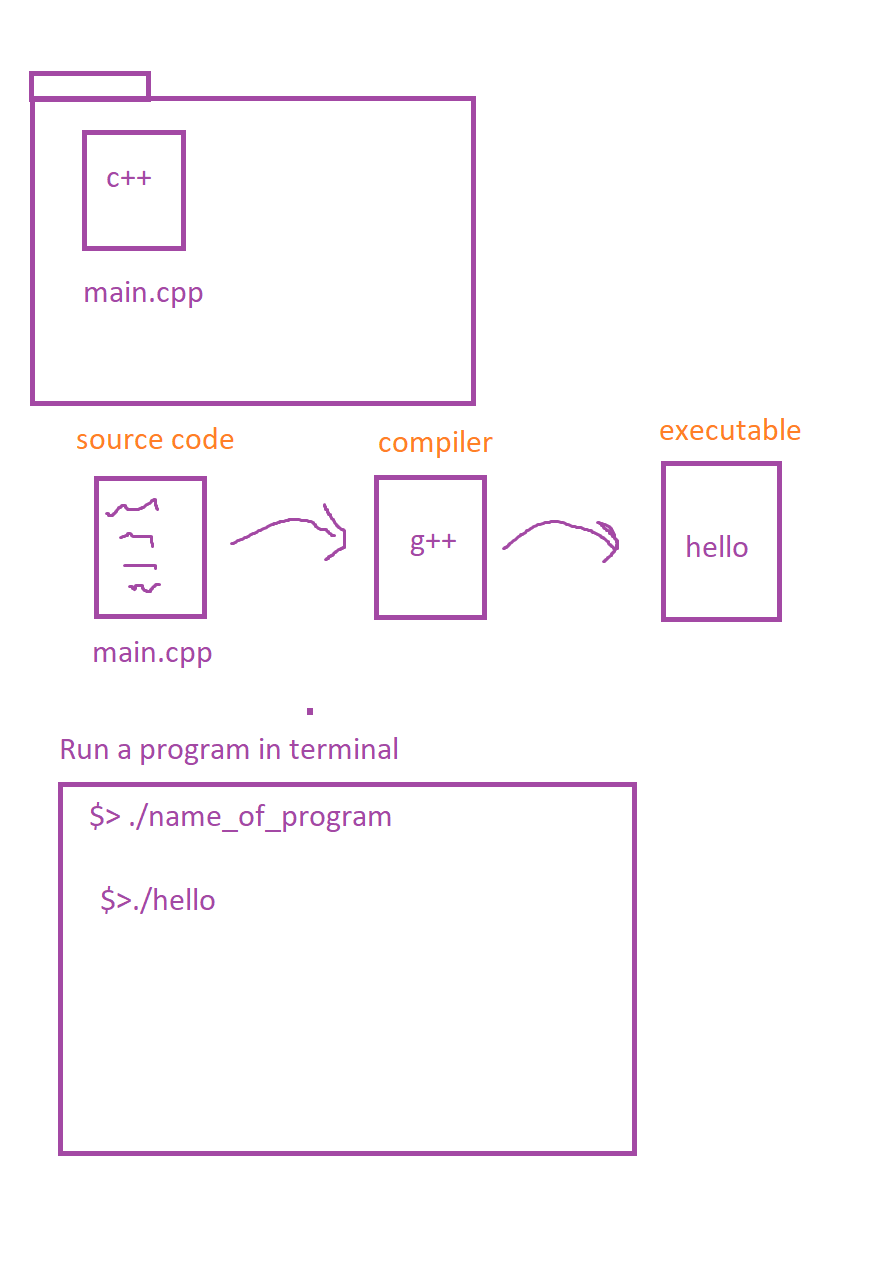 c++
main.cpp
source code
compiler
executable
g++
hello
main.cpp
Run a program in terminal
$> ./name_of_program
$>./hello